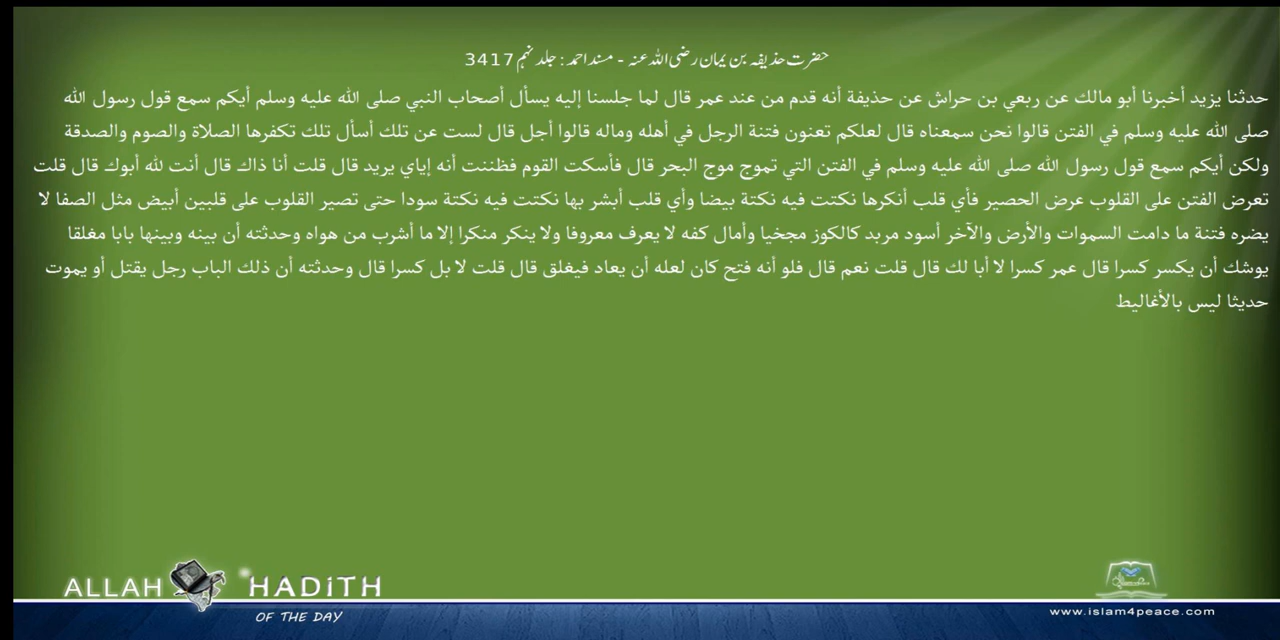 حضرت حذیفہ بن یمان رضی اللہ عنہ - مسند احمد : جلد نہم 3417
حدثنا يزيد أخبرنا أبو مالك عن ربعي بن حراش عن حذيفة أنه قدم من عند عمر قال لما جلسنا إليه يسأل أصحاب النبي صلى الله عليه وسلم أيكم سمع قول رسول الله
صلى الله عليه وسلم في الفتن قالوا نحن سمعناه قال لعلكم تعنون فتنة الرجل في أهله وماله قالوا أجل قال لست عن تلك أسأل تلك تكفرها الصلاة والصوم والصدقة
ولكن أيكم سمع قول رسول الله صلى الله عليه وسلم في الفتن التي تموج موج البحر قال فأسكت القوم فظننت أنه إياي يريد قال قلت أنا ذاك قال أنت لله أبوك قال قلت
تعرض الفتن على القلوب عرض الحصير فأي قلب أنكرها نكتت فيه نكتة بيضا وأي قلب أبشر بها نكتت فيه نكتة سودا حتى تصير القلوب على قلبين أبيض مثل الصفا لا
يضره فتنة ما دامت السموات والأرض والآخر أسود مربد كالكوز مجخيا وأمال كفه لا يعرف معروفا ولا ينكر منكرا إلا ما أشرب من هواه وحدثته أن بينه وبينها بابا مغلقا
يوشك أن يكسر كسرا قال عمر كسرا لا أبا لك قال قلت نعم قال فلو أنه فتح كان لعله أن يعاد فيغلق قال قلت لا بل كسرا قال وحدثته أن ذلك الباب رجل يقتل أو يموت
حديثا ليس بالأغاليط
ALLAH HADITH
OF THE DAY
www.islam4peace.com